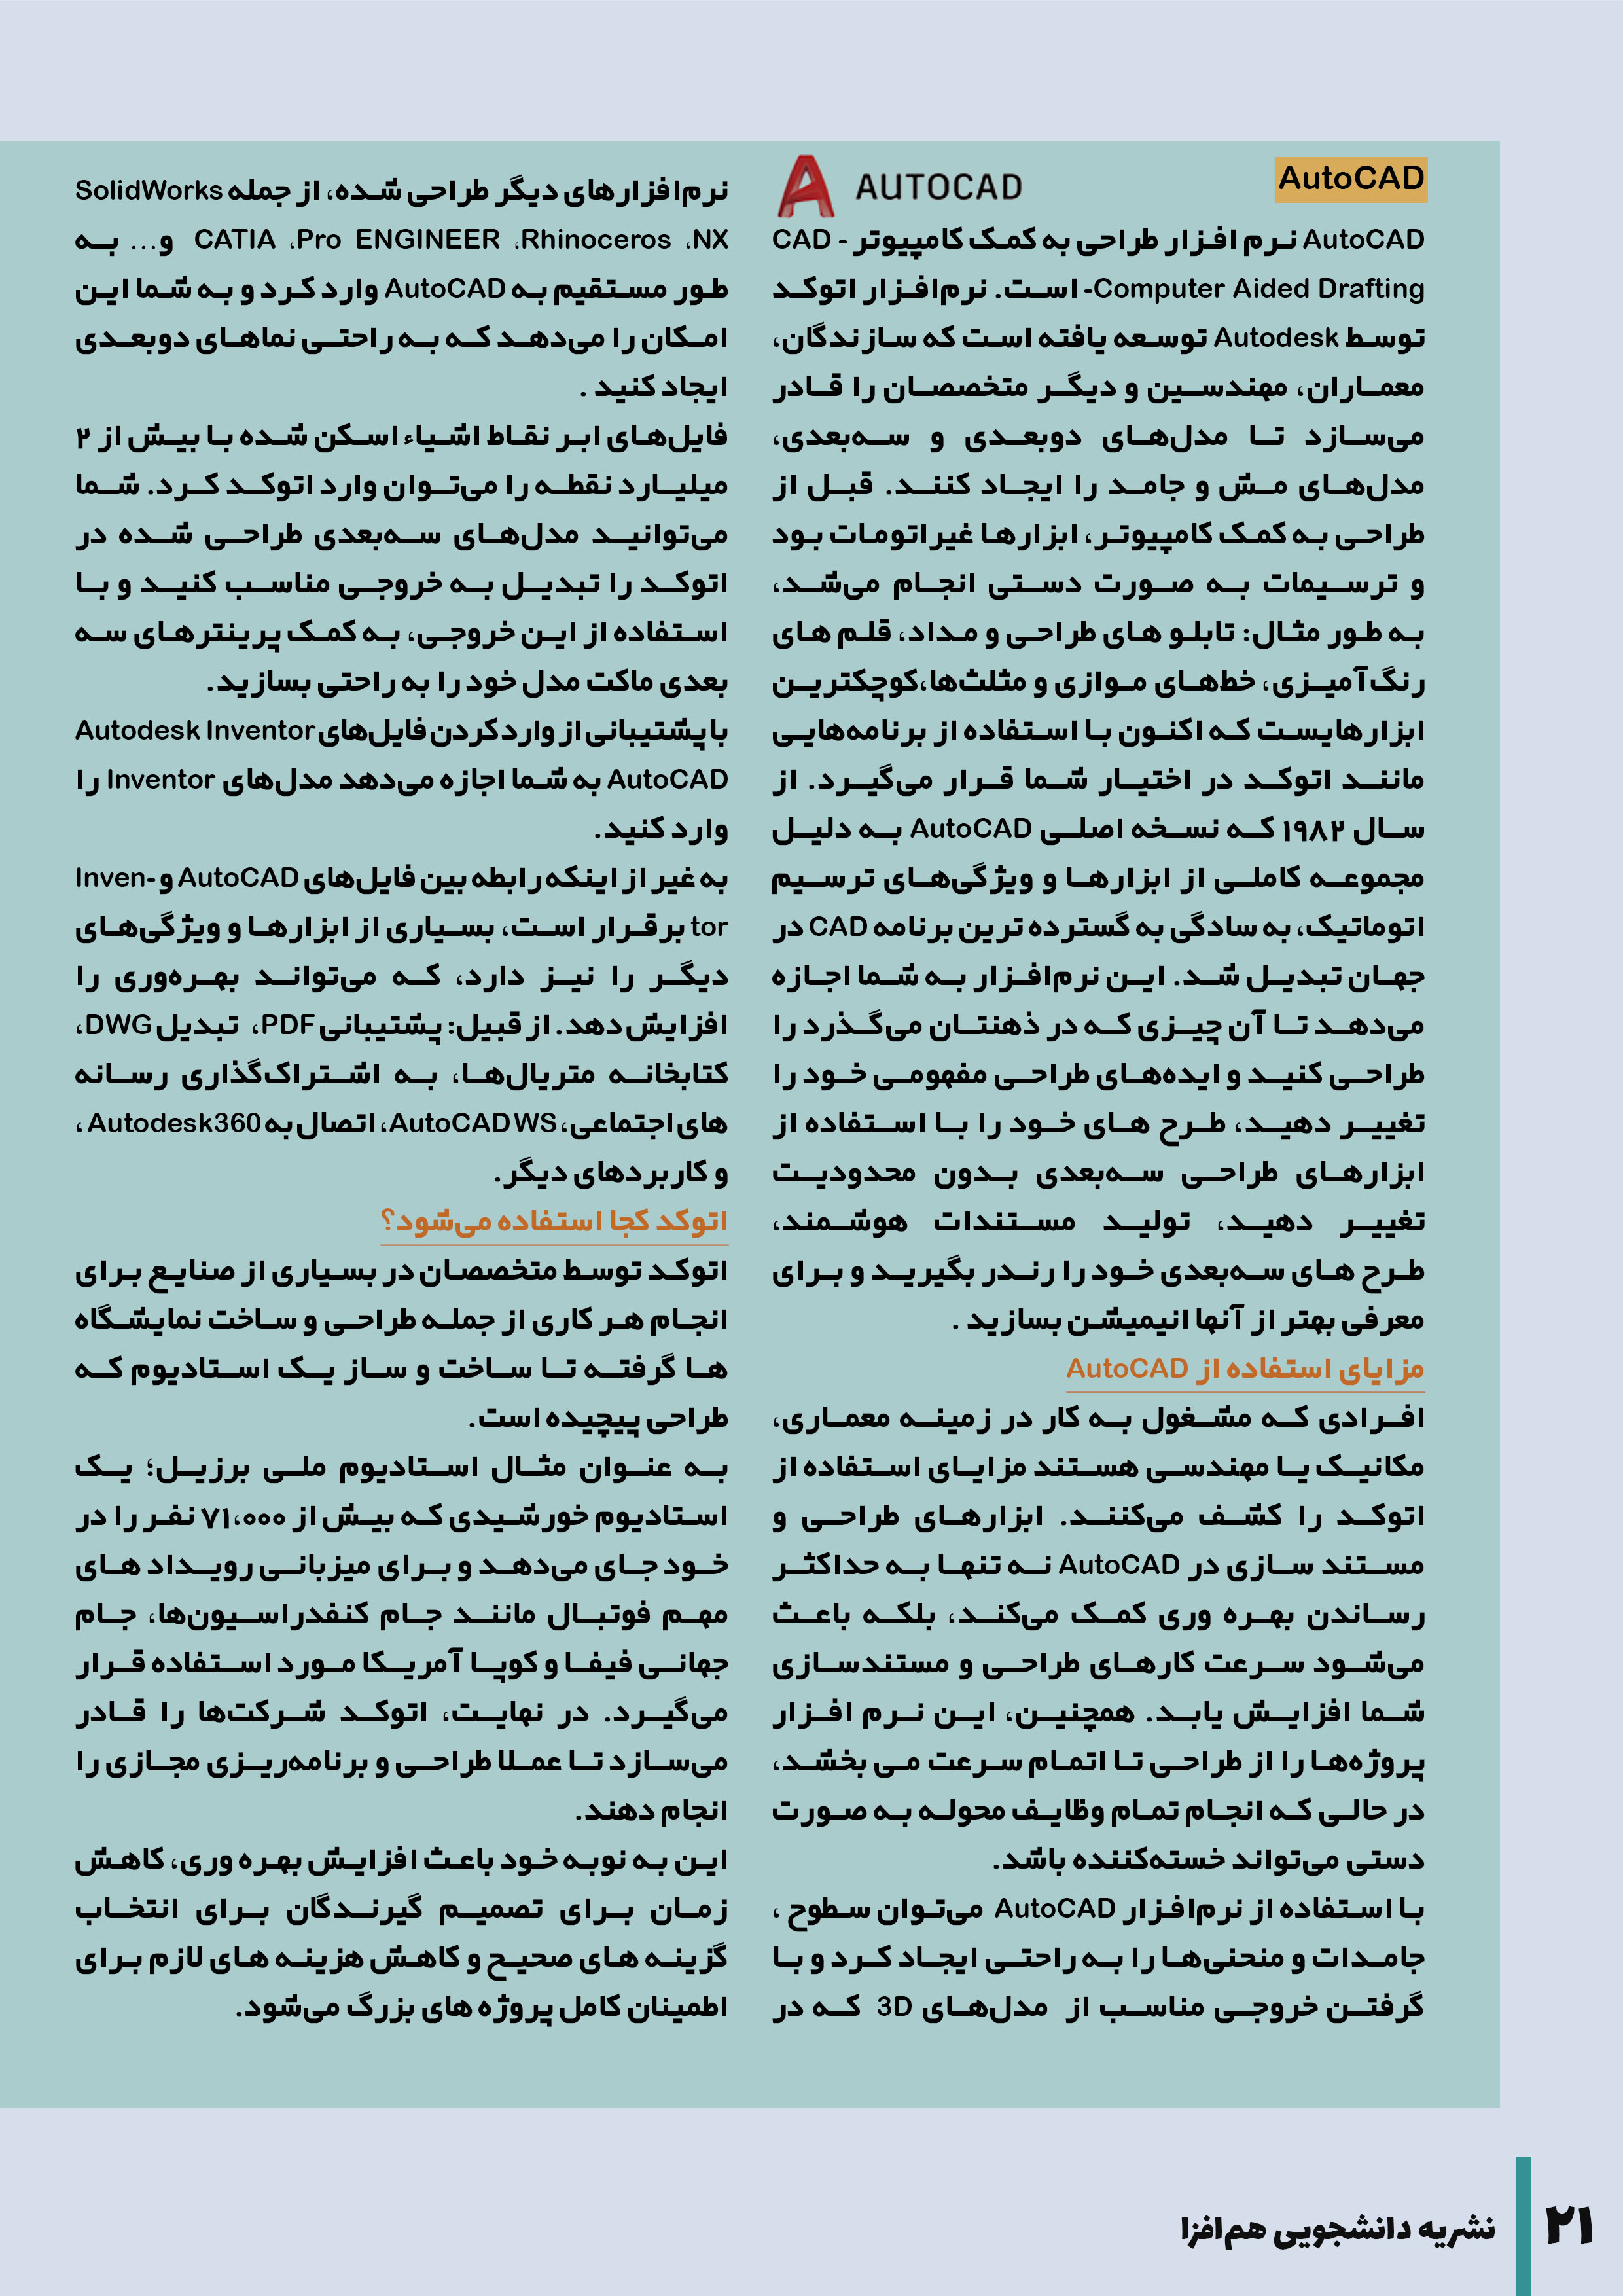 AutoCAD
AUTOCAD
AutoCAD نرم افزار طراحی به کمک کامپیوتر - CAD
Computer Aided Drafting- است. نرم‌افزار اتوکد
توسط Autodesk توسعه یافته است که سازندگان،
معماران، مهندسین و دیگر متخصصان را قادر
می‌سازد تا مدل‌های دوبعدی و سه‌بعدی،
مدل‌های مش و جامد را ایجاد کنند. قبل از
طراحی به کمک کامپیوتر، ابزارها غیراتومات بود
و ترسیمات به صورت دستی انجام می‌شد،
به طور مثال: تابلو های طراحی و مداد، قلم های
رنگ‌آمیزی، خط‌های موازی و مثلث‌ها،کوچکترین
ابزارهایست که اکنون با استفاده از برنامه‌هایی
مانند اتوکد در اختیار شما قرار می‌گیرد. از
سال ۱۹۸۲ که نسخه اصلی AutoCAD به دلیل
مجموعه کاملی از ابزارها و ویژگی‌های ترسیم
اتوماتیک، به سادگی به گسترده ترین برنامه CAD در
جهان تبدیل شد. این نرم‌افزار به شما اجازه
می‌دهد تا آن چیزی که در ذهنتان می‌گذرد را
طراحی کنید و ایده‌های طراحی مفهومی خود را
تغییر دهید، طرح های خود را با استفاده از
ابزارهای طراحی سه‌بعدی بدون محدودیت
تغییر دهید، تولید مستندات هوشمند،
طرح های سه‌بعدی خود را رندر بگیرید و برای
معرفی بهتر از آنها انیمیشن بسازید .
مزایای استفاده از AutoCAD
افرادی که مشغول به کار در زمینه معماری،
مکانیک یا مهندسی هستند مزایای استفاده از
اتوکد را کشف می‌کنند. ابزارهای طراحی و
مستند سازی در AutoCAD نه تنها به حداکثر
رساندن بهره وری کمک می‌کند، بلکه باعث
می‌شود سرعت کارهای طراحی و مستندسازی
شما افزایش یابد. همچنین، این نرم افزار
پروژه‌ها را از طراحی تا اتمام سرعت می بخشد،
در حالی که انجام تمام وظایف محوله به صورت
دستی می‌تواند خسته‌کننده باشد.
با استفاده از نرم‌افزار AutoCAD می‌توان سطوح ،
جامدات و منحنی‌ها را به راحتی ایجاد کرد و با
گرفتن خروجی مناسب از مدل‌های 3D که در
نرم‌افزارهای دیگر طراحی شده، از جمله SolidWorks
CATIA ،Pro ENGINEER ،Rhinoceros ،NX و... به
طور مستقیم به AutoCAD وارد کرد و به شما این
امکان را می‌دهد که به راحتی نماهای دوبعدی
ایجاد کنید .
فایل‌های ابر نقاط اشیاء اسکن شده با بیش از ۲
میلیارد نقطه را می‌توان وارد اتوکد کرد. شما
می‌توانید مدل‌های سه‌بعدی طراحی شده در
اتوکد را تبدیل به خروجی مناسب کنید و با
استفاده از این خروجی، به کمک پرینترهای سه
بعدی ماکت مدل خود را به راحتی بسازید.
با پشتیبانی از وارد کردن فایل‌های Autodesk Inventor
AutoCAD به شما اجازه می‌دهد مدل‌های Inventor را
وارد کنید.
به غیر از اینکه رابطه بین فایل‌های AutoCAD و Inven-
tor برقرار است، بسیاری از ابزارها و ویژگی‌های
دیگر را نیز دارد، که می‌تواند بهره‌وری را
افزایش دهد. از قبیل: پشتیبانی PDF، تبدیل DWG،
کتابخانه متریال‌ها، به اشتراک‌گذاری رسانه
های اجتماعی، AutoCAD WS، اتصال به Autodesk360 ،
و کاربردهای دیگر.
اتوکد کجا استفاده می‌شود؟
اتوکد توسط متخصصان در بسیاری از صنایع برای
انجام هر کاری از جمله طراحی و ساخت نمایشگاه
ها گرفته تا ساخت و ساز یک استادیوم که
طراحی پیچیده است.
به عنوان مثال استادیوم ملی برزیل؛ یک
استادیوم خورشیدی که بیش از ۷۱،۰۰۰ نفر را در
خود جای می‌دهد و برای میزبانی رویداد های
مهم فوتبال مانند جام کنفدراسیون‌ها، جام
جهانی فیفا و کوپا آمریکا مورد استفاده قرار
می‌گیرد. در نهایت، اتوکد شرکت‌ها را قادر
می‌سازد تا عملا طراحی و برنامه‌ریزی مجازی را
انجام دهند.
این به نوبه خود باعث افزایش بهره وری، کاهش
زمان برای تصمیم گیرندگان برای انتخاب
گزینه های صحیح و کاهش هزینه های لازم برای
اطمینان کامل پروژه های بزرگ می‌شود.
نشریه دانشجویی هم‌افزا
۲۱